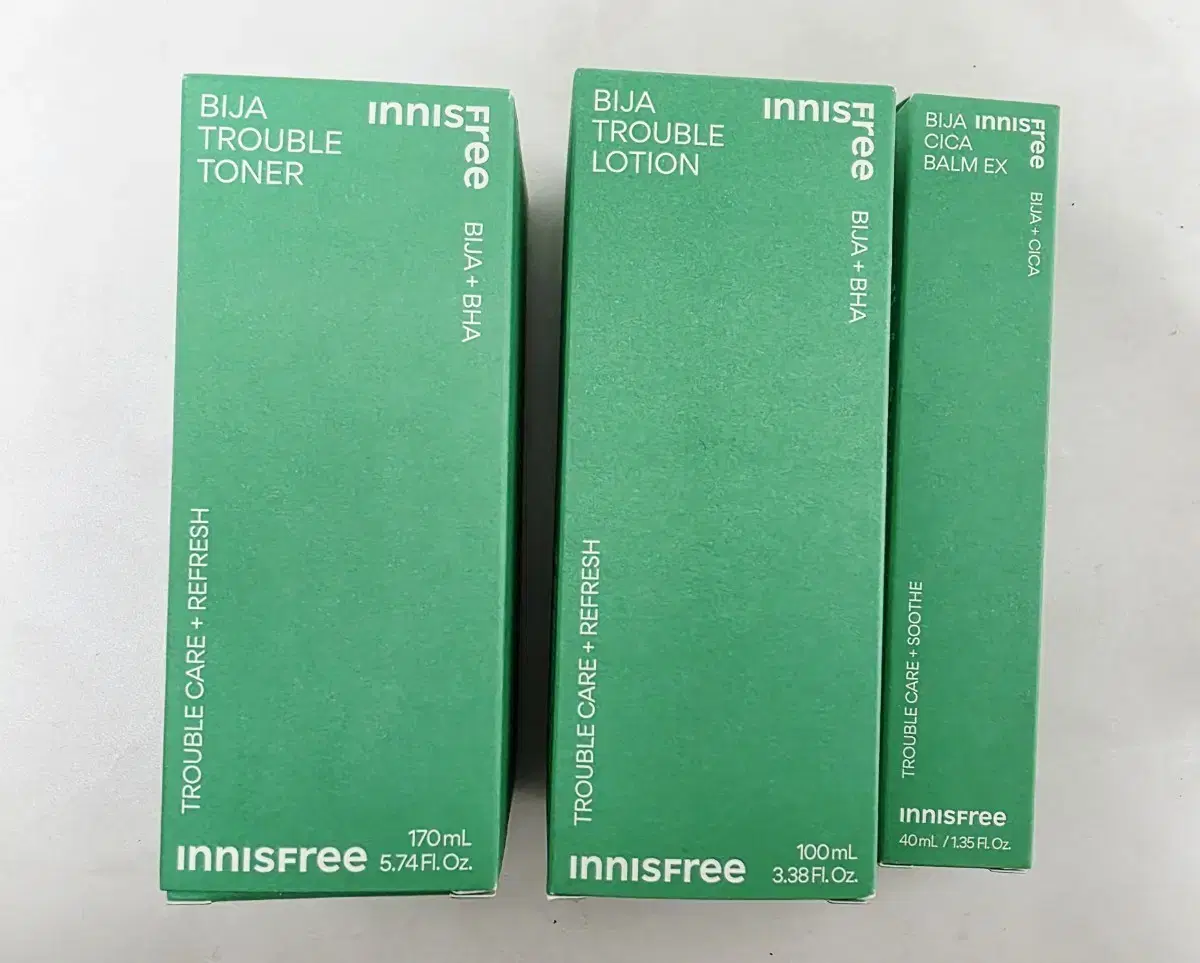 BIJA
TROUBLE
TONER
INNISFree
BIJA + BHA
TROUBLE CARE + REFRESH
INNISFree
170 mL
5.74 Fl. Oz.
BIJA
TROUBLE
LOTION
INNISFree
BIJA + BHA
TROUBLE CARE + REFRESH
INNISFree
100 mL
3.38 Fl. Oz.
BIJA
CICA
BALM EX
INNISFree
BIJA + CICA
TROUBLE CARE + SOOTHE
INNISFree
40 mL / 1.35 Fl. Oz.